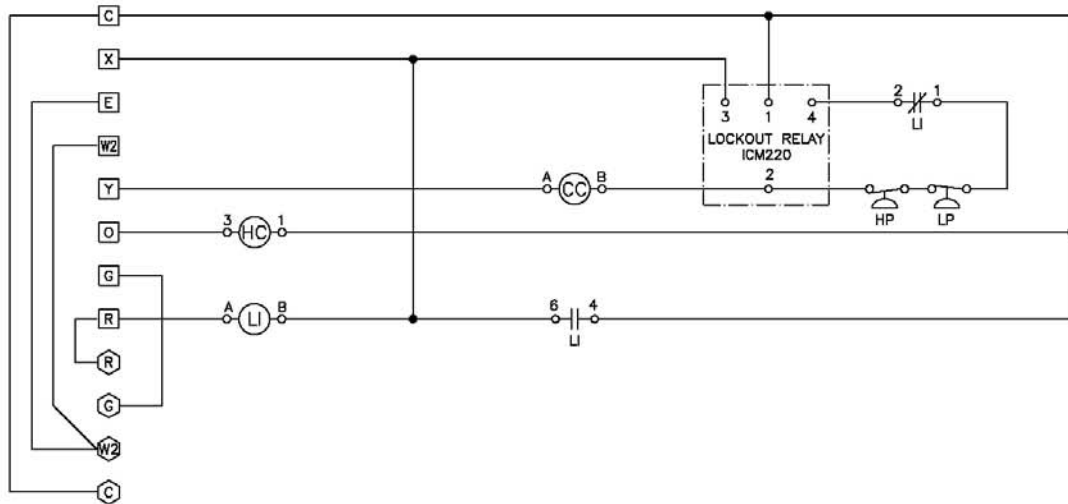 C
X
E
2 1
W2
3 1 4
LI
LOCKOUT RELAY
ICM220
Y
A CC B
2
HP LP
O
3 HC 1
G
R
A LI B
6 4
LI
R
G
W2
C